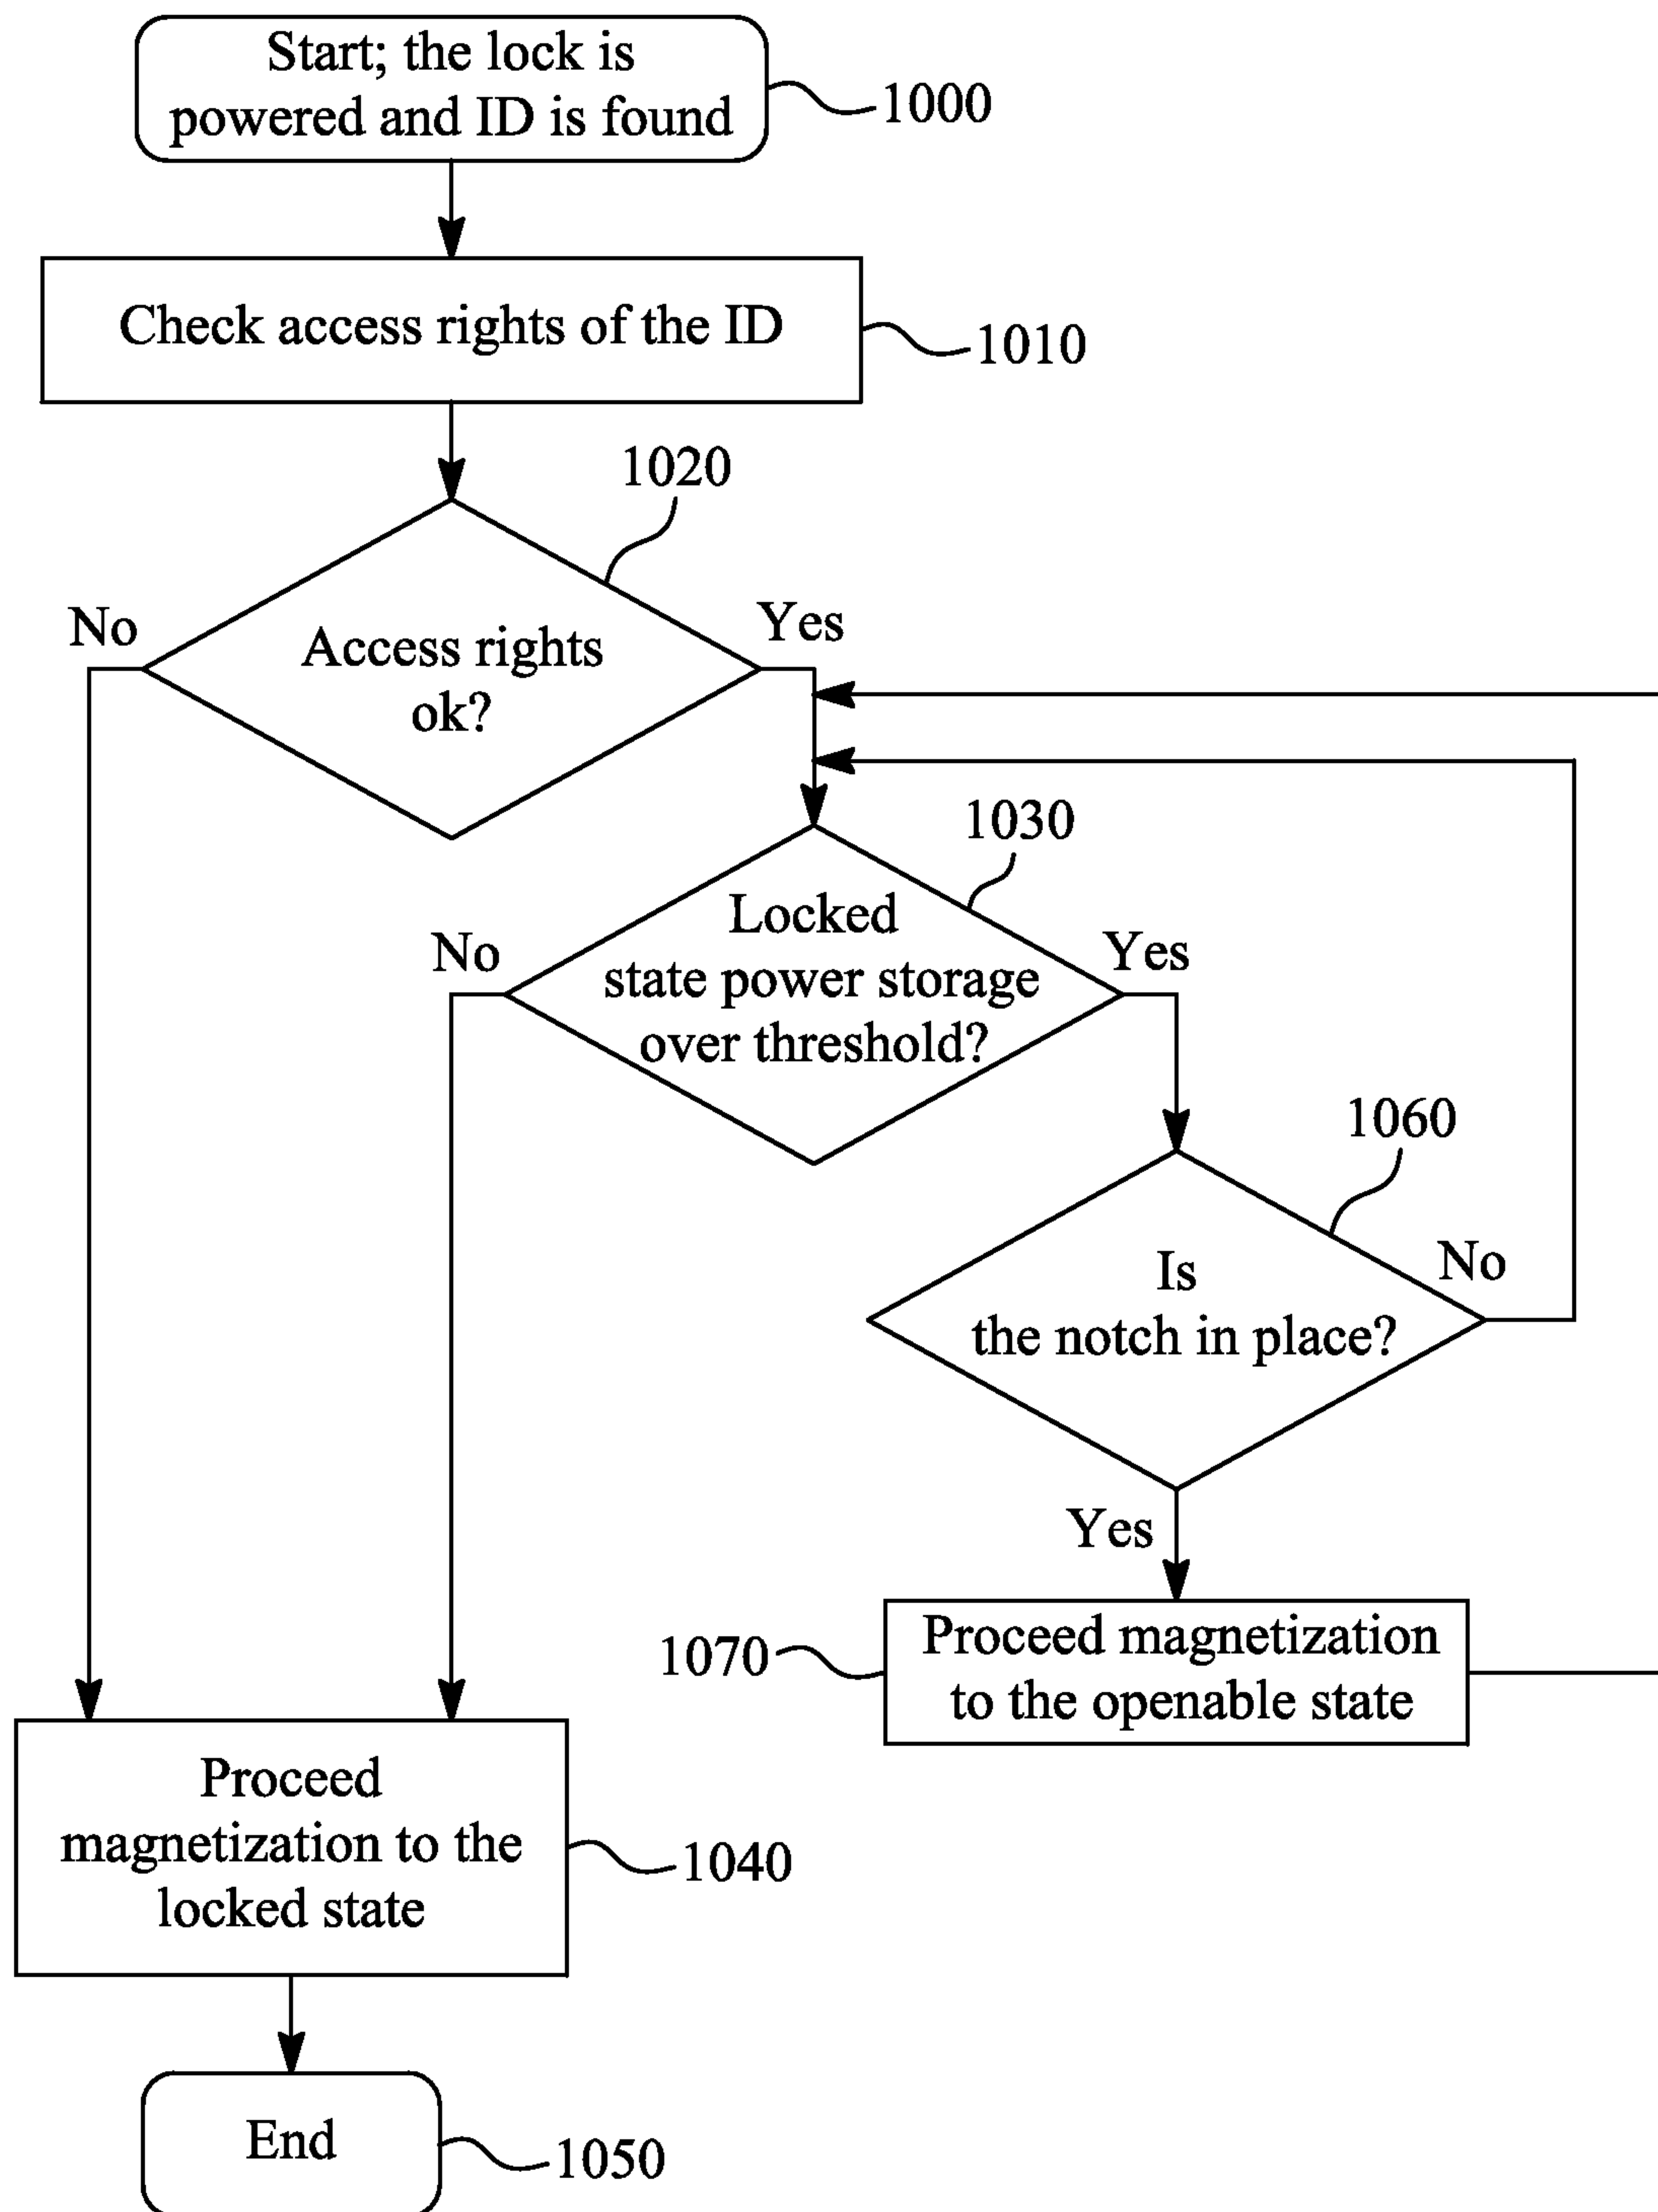 Start; the lock is
powered and ID is found
1000
Check access rights of the ID
1010
1020
No
Yes
Access rights
ok?
1030
No
Yes
Locked
state power storage
over threshold?
1060
No
Is
the notch in place?
Yes
1070
Proceed magnetization
to the openable state
Proceed
magnetization to the
locked state
1040
End
1050